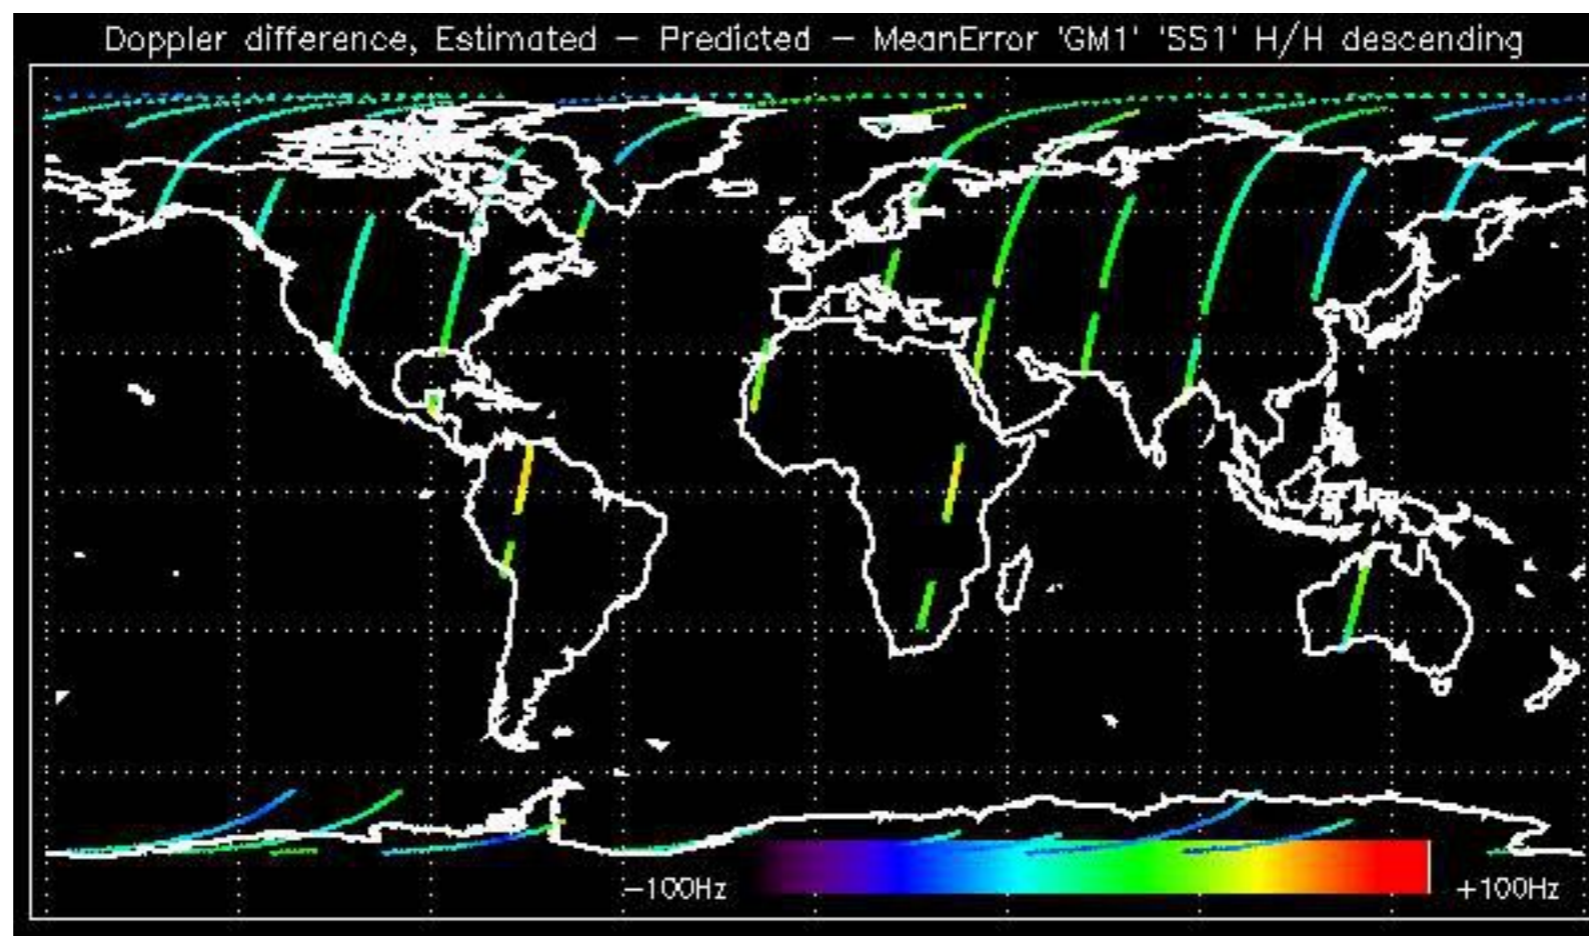 Doppler difference, Estimated – Predicted – MeanError 'GM1' 'SS1' H/H descending
–100Hz
+100Hz